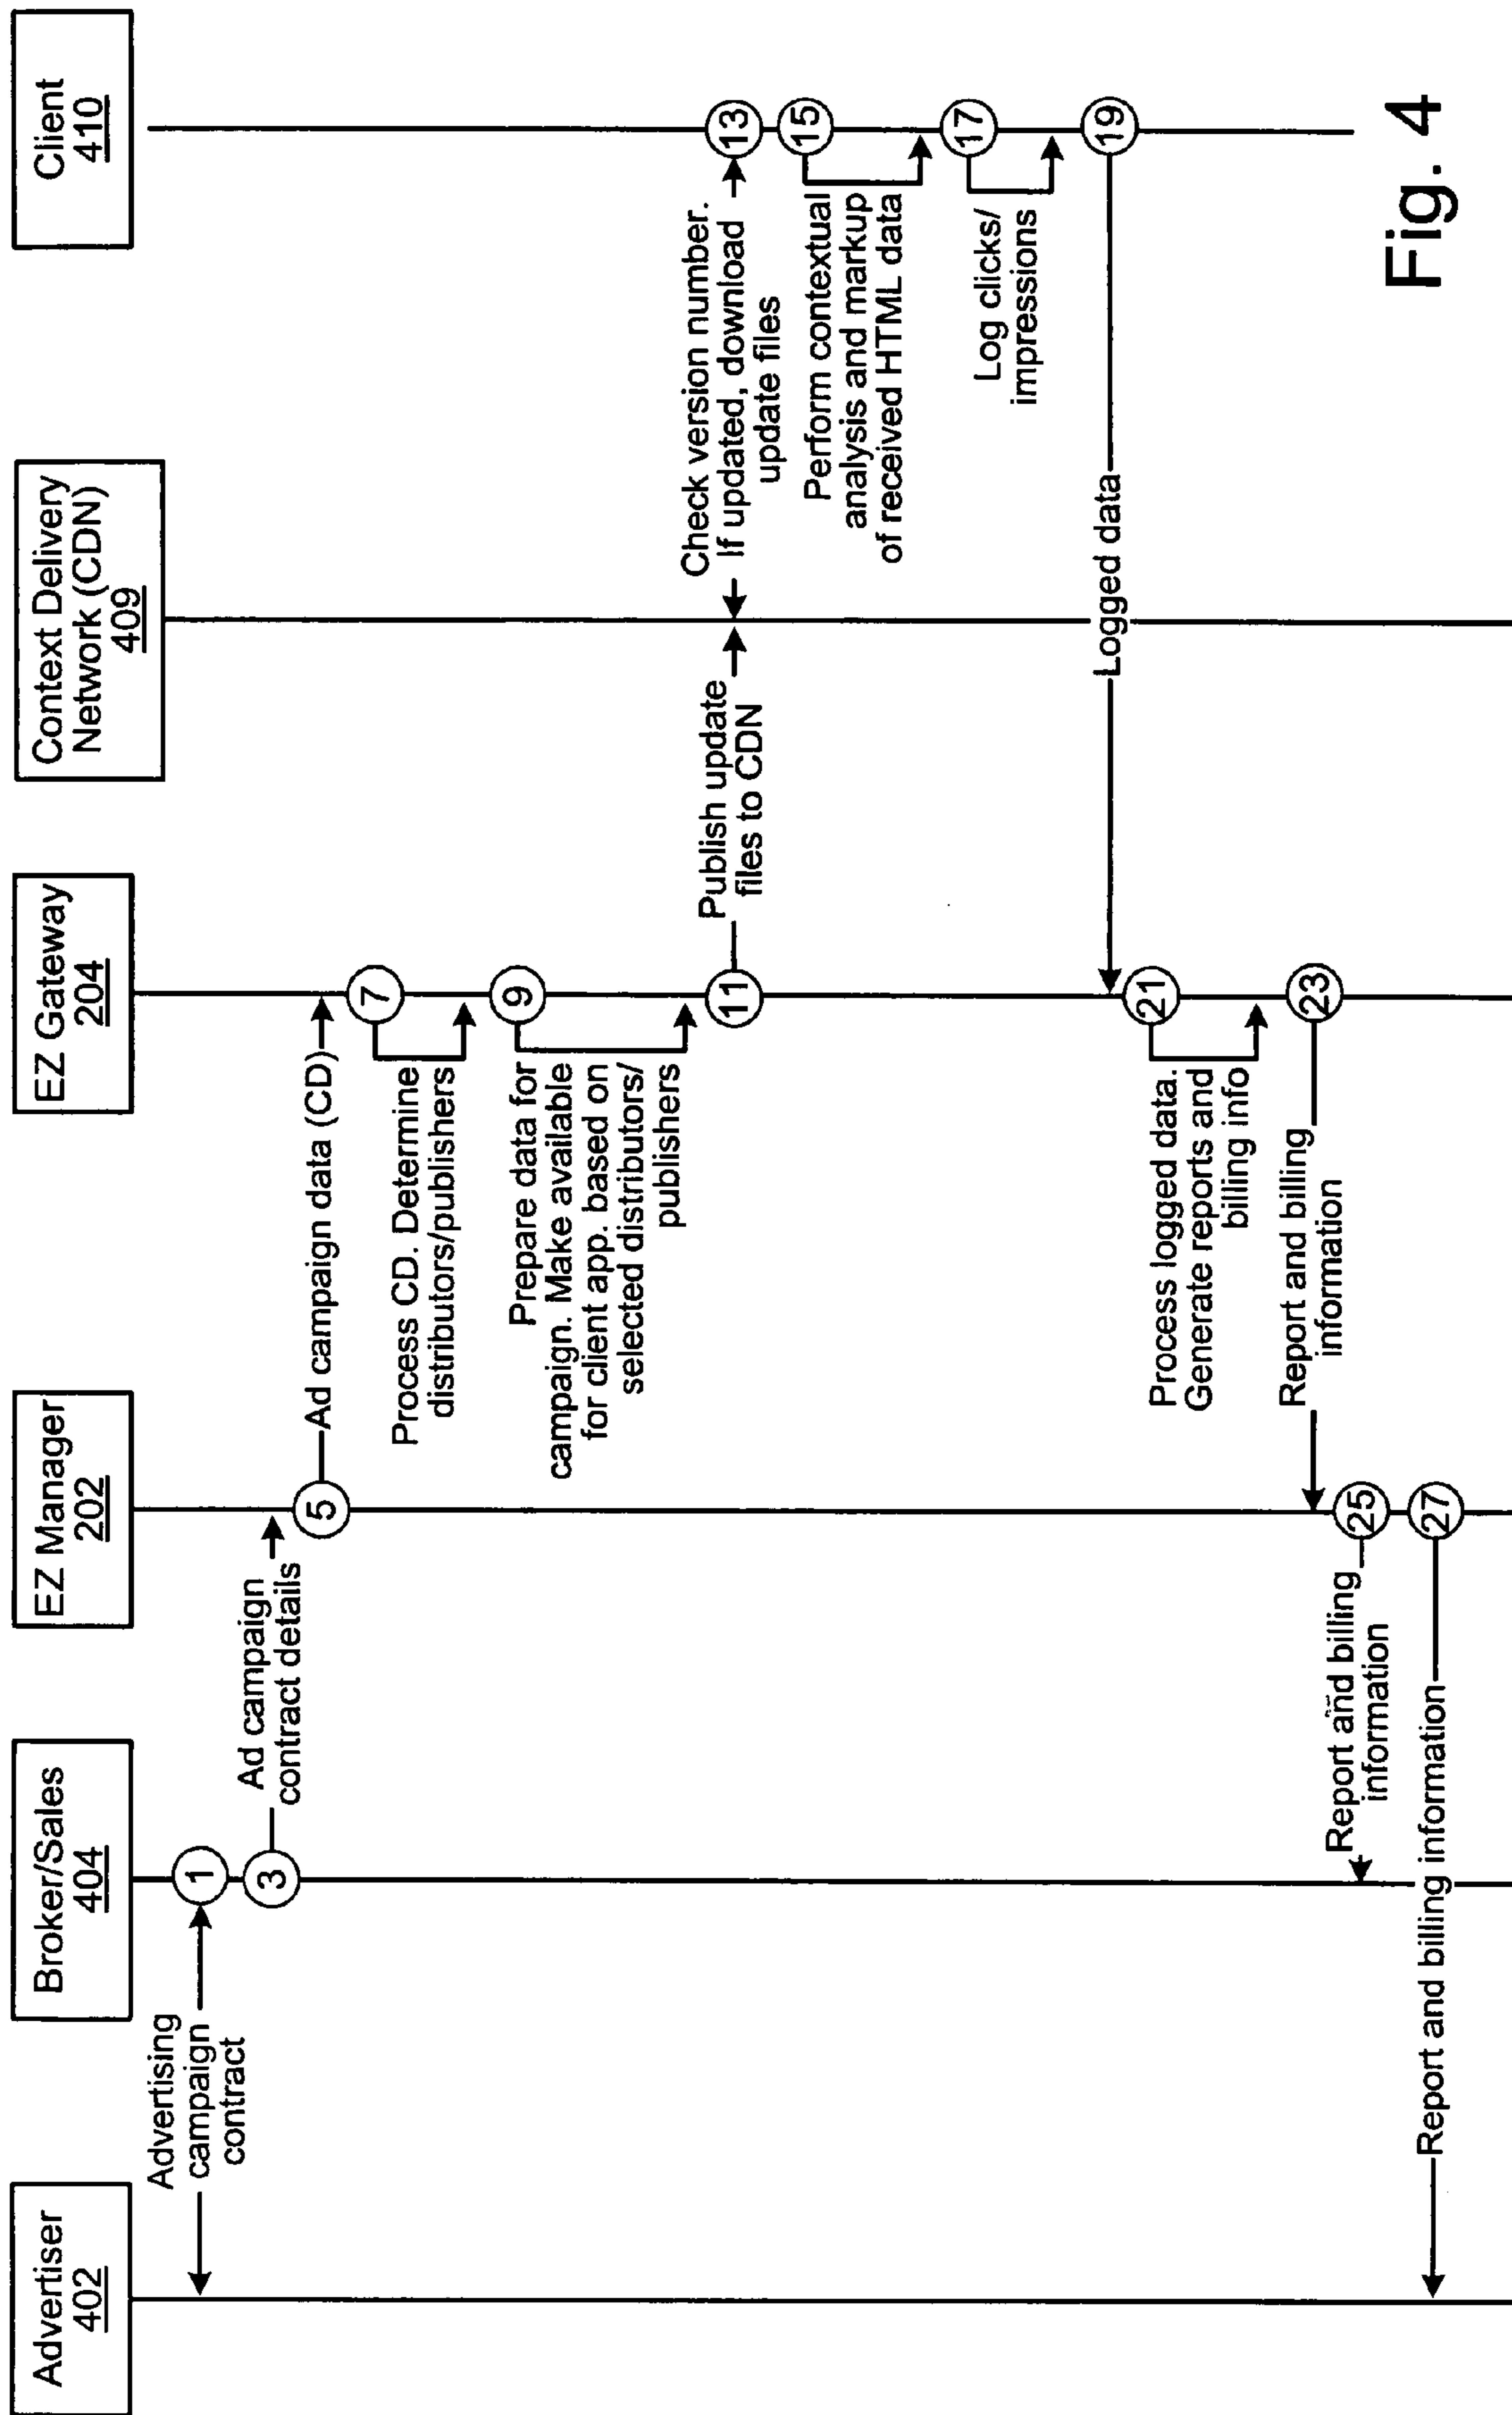 Advertiser
402
Broker/Sales
404
EZ Manager
202
EZ Gateway
204
Context Delivery
Network (CDN)
409
Client
410
Advertising
campaign
contract
1
3
Ad campaign
contract details
5
Ad campaign data (CD)
7
Process CD. Determine
distributors/publishers
9
Prepare data for
campaign. Make available
for client app. based on
selected distributors/
publishers
11
Publish update
files to CDN
Check version number.
If updated, download
update files
13
15
Perform contextual
analysis and markup
of received HTML data
17
Log clicks/
impressions
19
Logged data
21
Process logged data.
Generate reports and
billing info
23
Report and billing
information
25
Report and billing
information
27
Report and billing information
Fig. 4